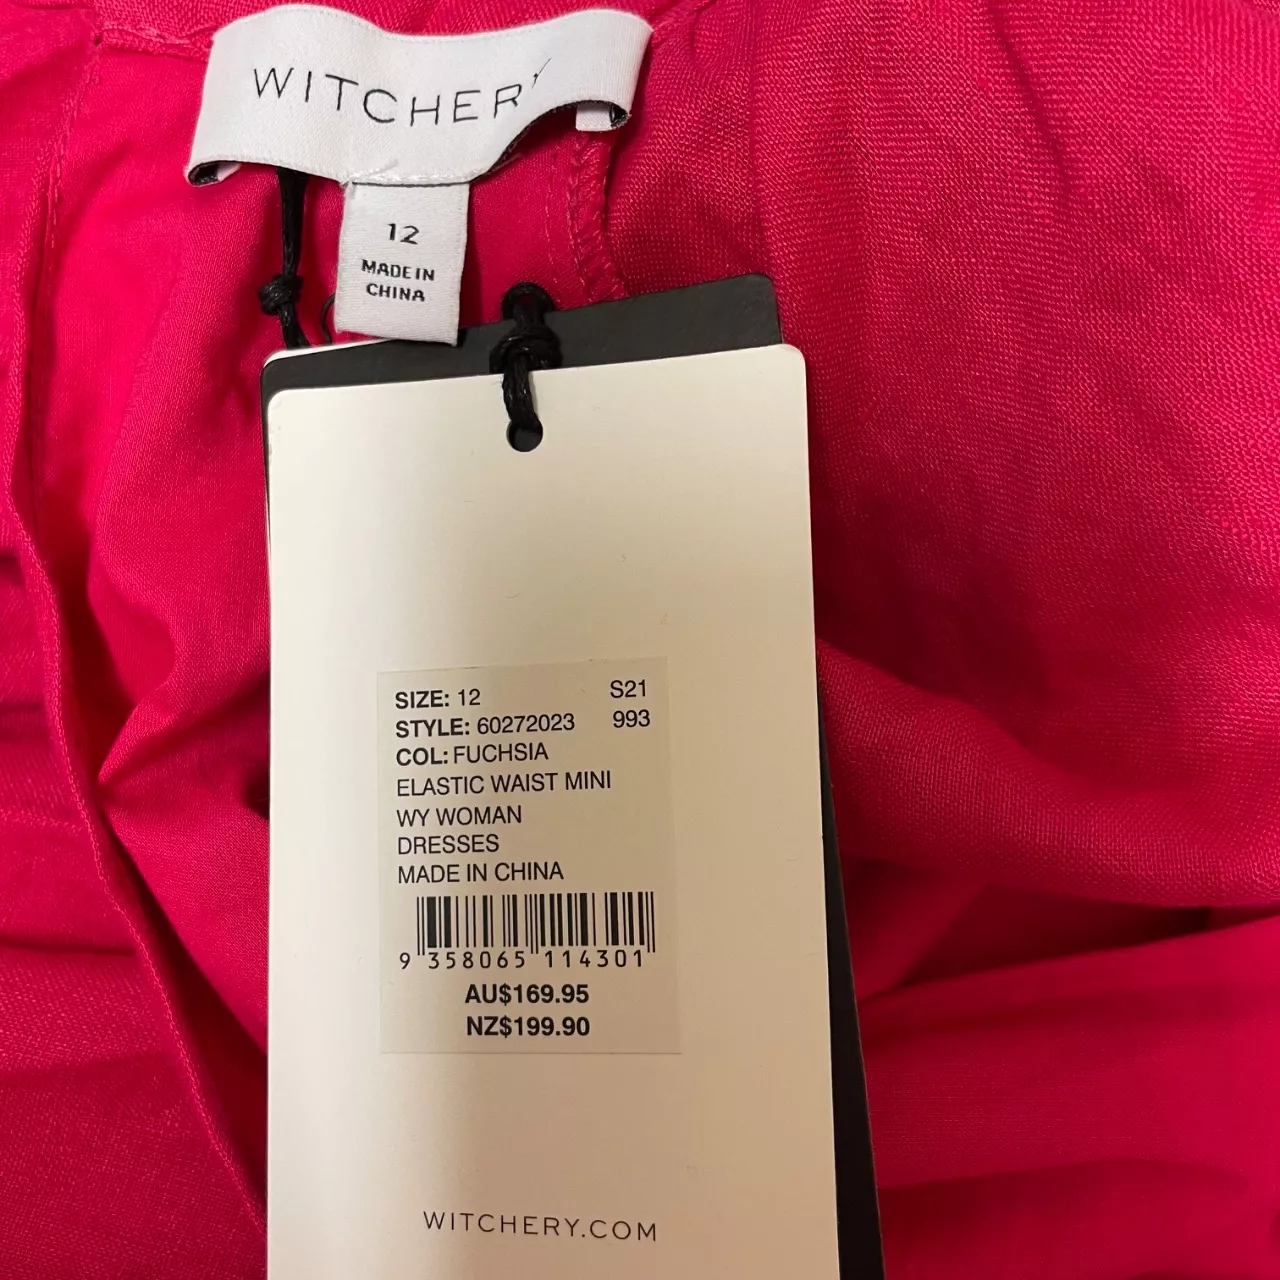 WITCHERY
12
MADE IN
CHINA
SIZE: 12 S21
STYLE: 60272023 993
COL: FUCHSIA
ELASTIC WAIST MINI
WY WOMAN
DRESSES
MADE IN CHINA
9 358065 114301
AU$169.95
NZ$199.90
WITCHERY.COM